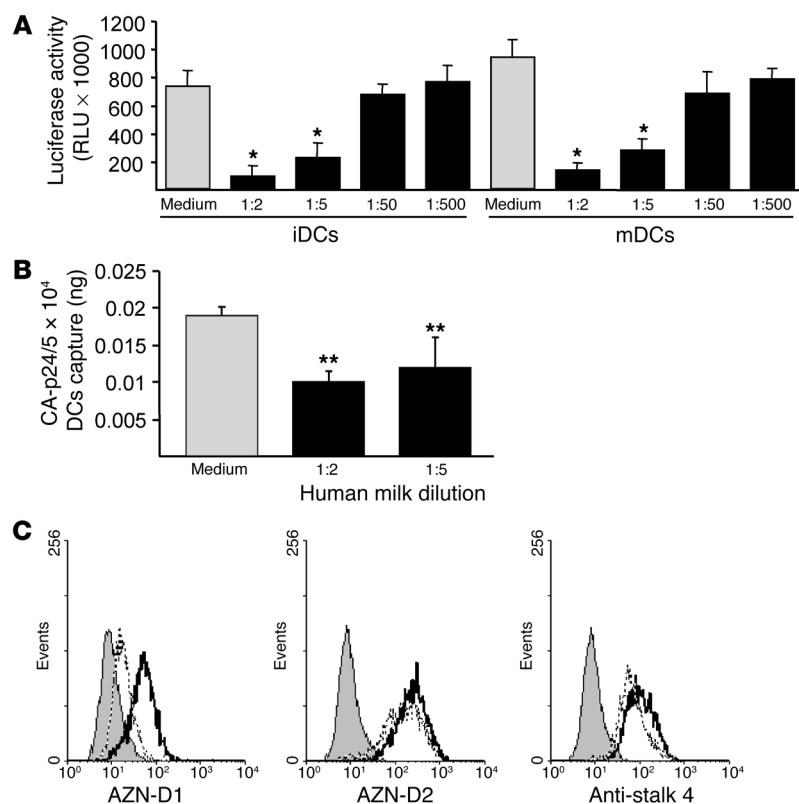 A
Luciferase activity
(RLU × 1000)
1200
1000
800
600
400
200
*
*
*
*
Medium 1:2 1:5 1:50 1:500 Medium 1:2 1:5 1:50 1:500
iDCs mDCs
B
CA-p24/5 × 10⁴
DCs capture (ng)
0.025
0.02
0.015
0.01
0.005
**
**
Medium 1:2 1:5
Human milk dilution
C
256
Events
0
10⁰ 10¹ 10² 10³ 10⁴
AZN-D1
256
Events
0
10⁰ 10¹ 10² 10³ 10⁴
AZN-D2
256
Events
0
10⁰ 10¹ 10² 10³ 10⁴
Anti-stalk 4